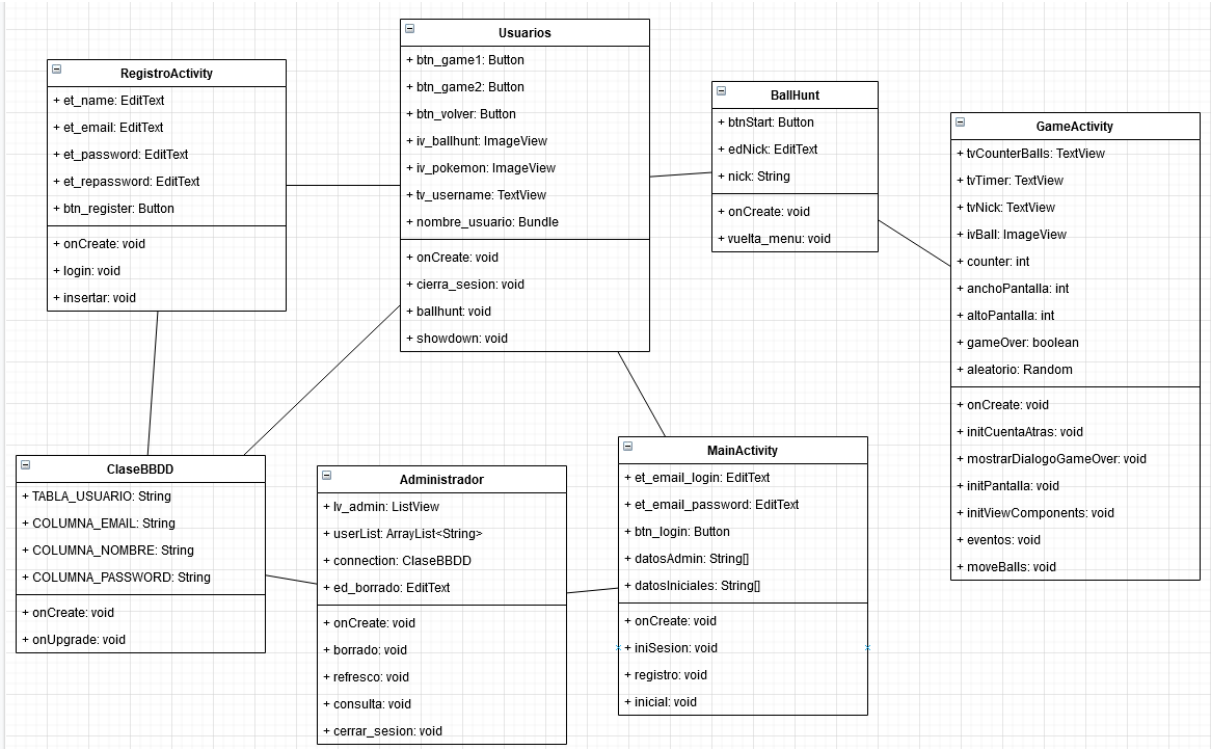 RegistroActivity
+ et_name: EditText
+ et_email: EditText
+ et_password: EditText
+ et_repassword: EditText
+ btn_register: Button
+ onCreate: void
+ login: void
+ insertar: void
Usuarios
+ btn_game1: Button
+ btn_game2: Button
+ btn_volver: Button
+ iv_ballhunt: ImageView
+ iv_pokemon: ImageView
+ tv_username: TextView
+ nombre_usuario: Bundle
+ onCreate: void
+ cierra_sesion: void
+ ballhunt: void
+ showdown: void
BallHunt
+ btnStart: Button
+ edNick: EditText
+ nick: String
+ onCreate: void
+ vuelta_menu: void
GameActivity
+ tvCounterBalls: TextView
+ tvTimer: TextView
+ tvNick: TextView
+ ivBall: ImageView
+ counter: int
+ anchoPantalla: int
+ altoPantalla: int
+ gameOver: boolean
+ aleatorio: Random
+ onCreate: void
+ initCuentaAtras: void
+ mostrarDialogoGameOver: void
+ initPantalla: void
+ initViewComponents: void
+ eventos: void
+ moveBalls: void
ClaseBBDD
+ TABLA_USUARIO: String
+ COLUMNA_EMAIL: String
+ COLUMNA_NOMBRE: String
+ COLUMNA_PASSWORD: String
+ onCreate: void
+ onUpgrade: void
Administrador
+ lv_admin: ListView
+ userList: ArrayList<String>
+ connection: ClaseBBDD
+ ed_borrado: EditText
+ onCreate: void
+ borrado: void
+ refresco: void
+ consulta: void
+ cerrar_sesion: void
MainActivity
+ et_email_login: EditText
+ et_email_password: EditText
+ btn_login: Button
+ datosAdmin: String[]
+ datosIniciales: String[]
+ onCreate: void
+ iniSesion: void
+ registro: void
+ inicial: void